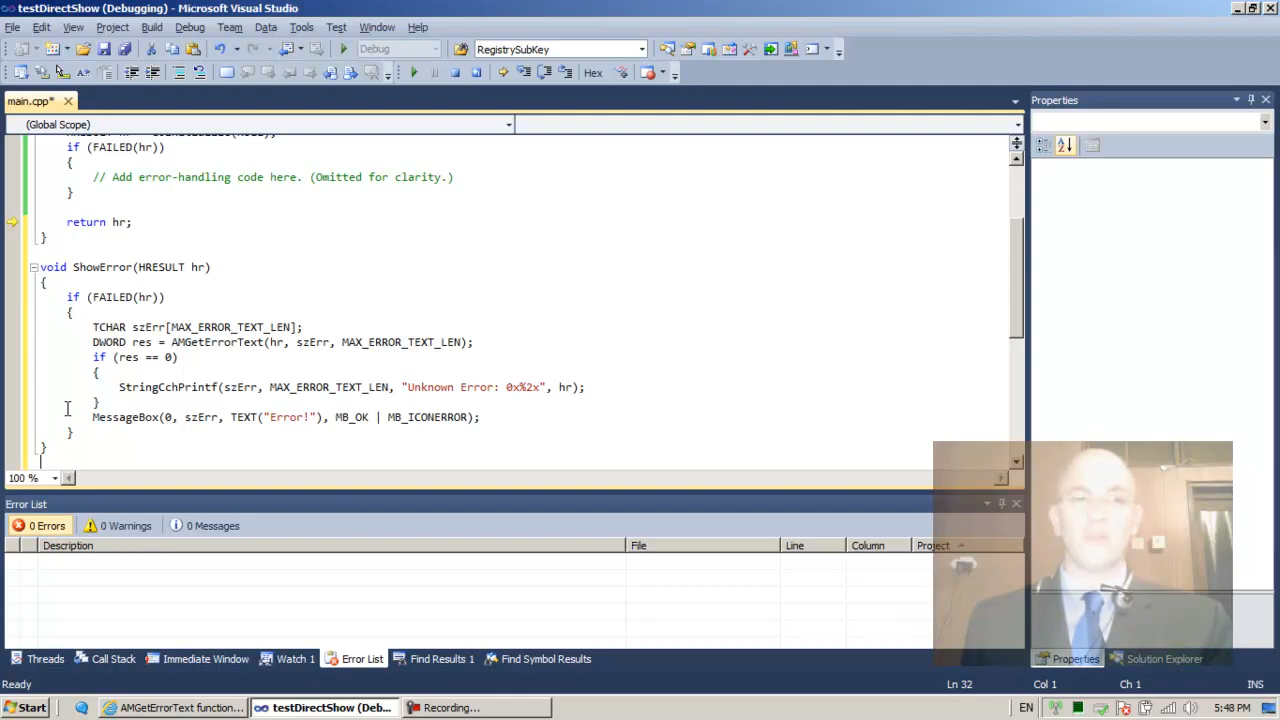 testDirectShow (Debugging) - Microsoft Visual Studio
File Edit View Project Build Debug Team Data Tools Test Window Help
Debug RegistrySubKey
Hex
main.cpp*
Properties
(Global Scope)
if (FAILED(hr))
{
// Add error-handling code here. (Omitted for clarity.)
}
return hr;
}
void ShowError(HRESULT hr)
{
if (FAILED(hr))
{
TCHAR szErr[MAX_ERROR_TEXT_LEN];
DWORD res = AMGetErrorText(hr, szErr, MAX_ERROR_TEXT_LEN);
if (res == 0)
{
StringCchPrintf(szErr, MAX_ERROR_TEXT_LEN, "Unknown Error: 0x%2x", hr);
}
MessageBox(0, szErr, TEXT("Error!"), MB_OK | MB_ICONERROR);
}
}
100 %
Error List
0 Errors 0 Warnings 0 Messages
Description File Line Column Project
Threads Call Stack Immediate Window Watch 1 Error List Find Results 1 Find Symbol Results Properties Solution Explorer
Ready Ln 32 Col 1 Ch 1 INS
Start AMGetErrorText function... testDirectShow (Deb... Recording... EN 5:48 PM